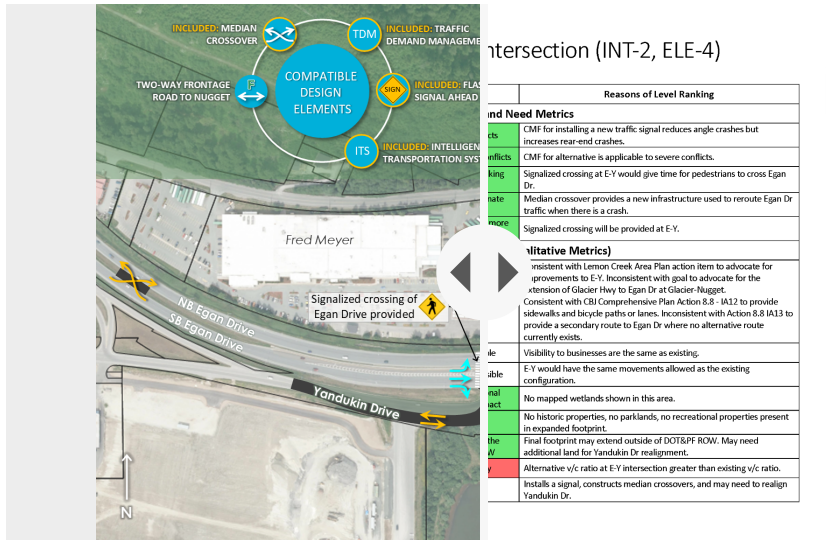 INCLUDED: MEDIAN
CROSSOVER
TDM
INCLUDED: TRAFFIC
DEMAND MANAGEME
TWO-WAY FRONTAGE
ROAD TO NUGGET
F
COMPATIBLE
DESIGN
ELEMENTS
SIGN
INCLUDED: FLAS
SIGNAL AHEAD
ITS
INCLUDED: INTELLIGEN
TRANSPORTATION SYST
Fred Meyer
Signalized crossing of
Egan Drive provided
NB Egan Drive
SB Egan Drive
Yandukin Drive
N
ntersection (INT-2, ELE-4)
Reasons of Level Ranking
and Need Metrics
cts
CMF for installing a new traffic signal reduces angle crashes but
increases rear-end crashes.
onflicts
CMF for alternative is applicable to severe conflicts.
king
Signalized crossing at E-Y would give time for pedestrians to cross Egan
Dr.
nate
Median crossover provides a new infrastructure used to reroute Egan Dr
traffic when there is a crash.
more
Signalized crossing will be provided at E-Y.
alitative Metrics)
onsistent with Lemon Creek Area Plan action item to advocate for
mprovements to E-Y. Inconsistent with goal to advocate for the
xtension of Glacier Hwy to Egan Dr at Glacier-Nugget.
Consistent with CBJ Comprehensive Plan Action 8.8 - IA12 to provide
sidewalks and bicycle paths or lanes. Inconsistent with Action 8.8 IA13 to
provide a secondary route to Egan Dr where no alternative route
currently exists.
le
Visibility to businesses are the same as existing.
sible
E-Y would have the same movements allowed as the existing
configuration.
onal
pact
No mapped wetlands shown in this area.
No historic properties, no parklands, no recreational properties present
in expanded footprint.
the
W
Final footprint may extend outside of DOT&PF ROW. May need
additional land for Yandukin Dr realignment.
y
Alternative v/c ratio at E-Y intersection greater than existing v/c ratio.
Installs a signal, constructs median crossovers, and may need to realign
Yandukin Dr.